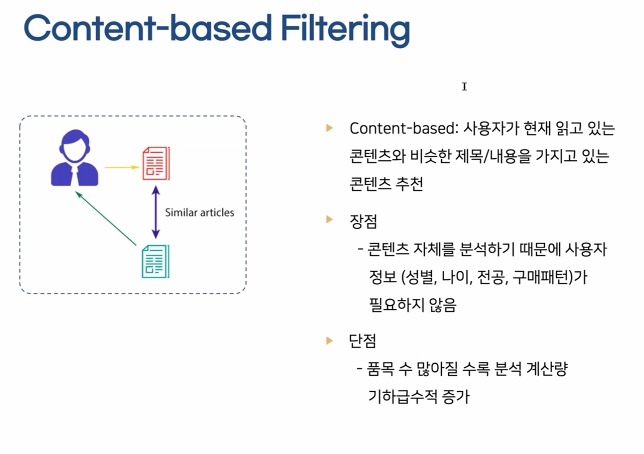 Content-based Filtering
Similar articles
▶ Content-based: 사용자가 현재 읽고 있는
콘텐츠와 비슷한 제목/내용을 가지고 있는
콘텐츠 추천
▶ 장점
- 콘텐츠 자체를 분석하기 때문에 사용자
정보 (성별, 나이, 전공, 구매패턴)가
필요하지 않음
▶ 단점
- 품목 수 많아질 수록 분석 계산량
기하급수적 증가